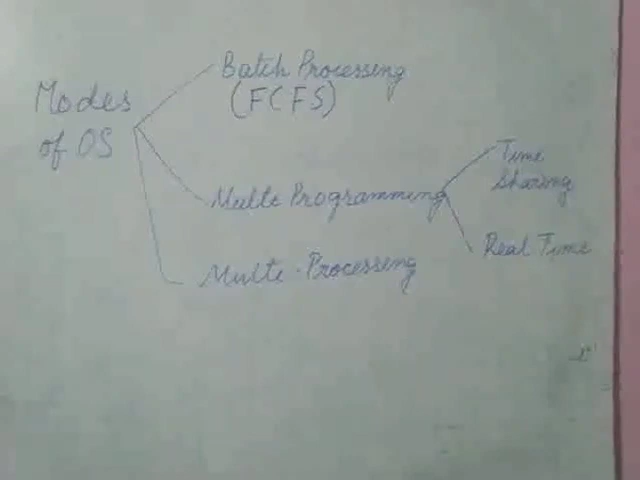 Modes
of OS
Batch Processing
(FCFS)
Multi Programming
Time
Sharing
Real Time
Multi-Processing